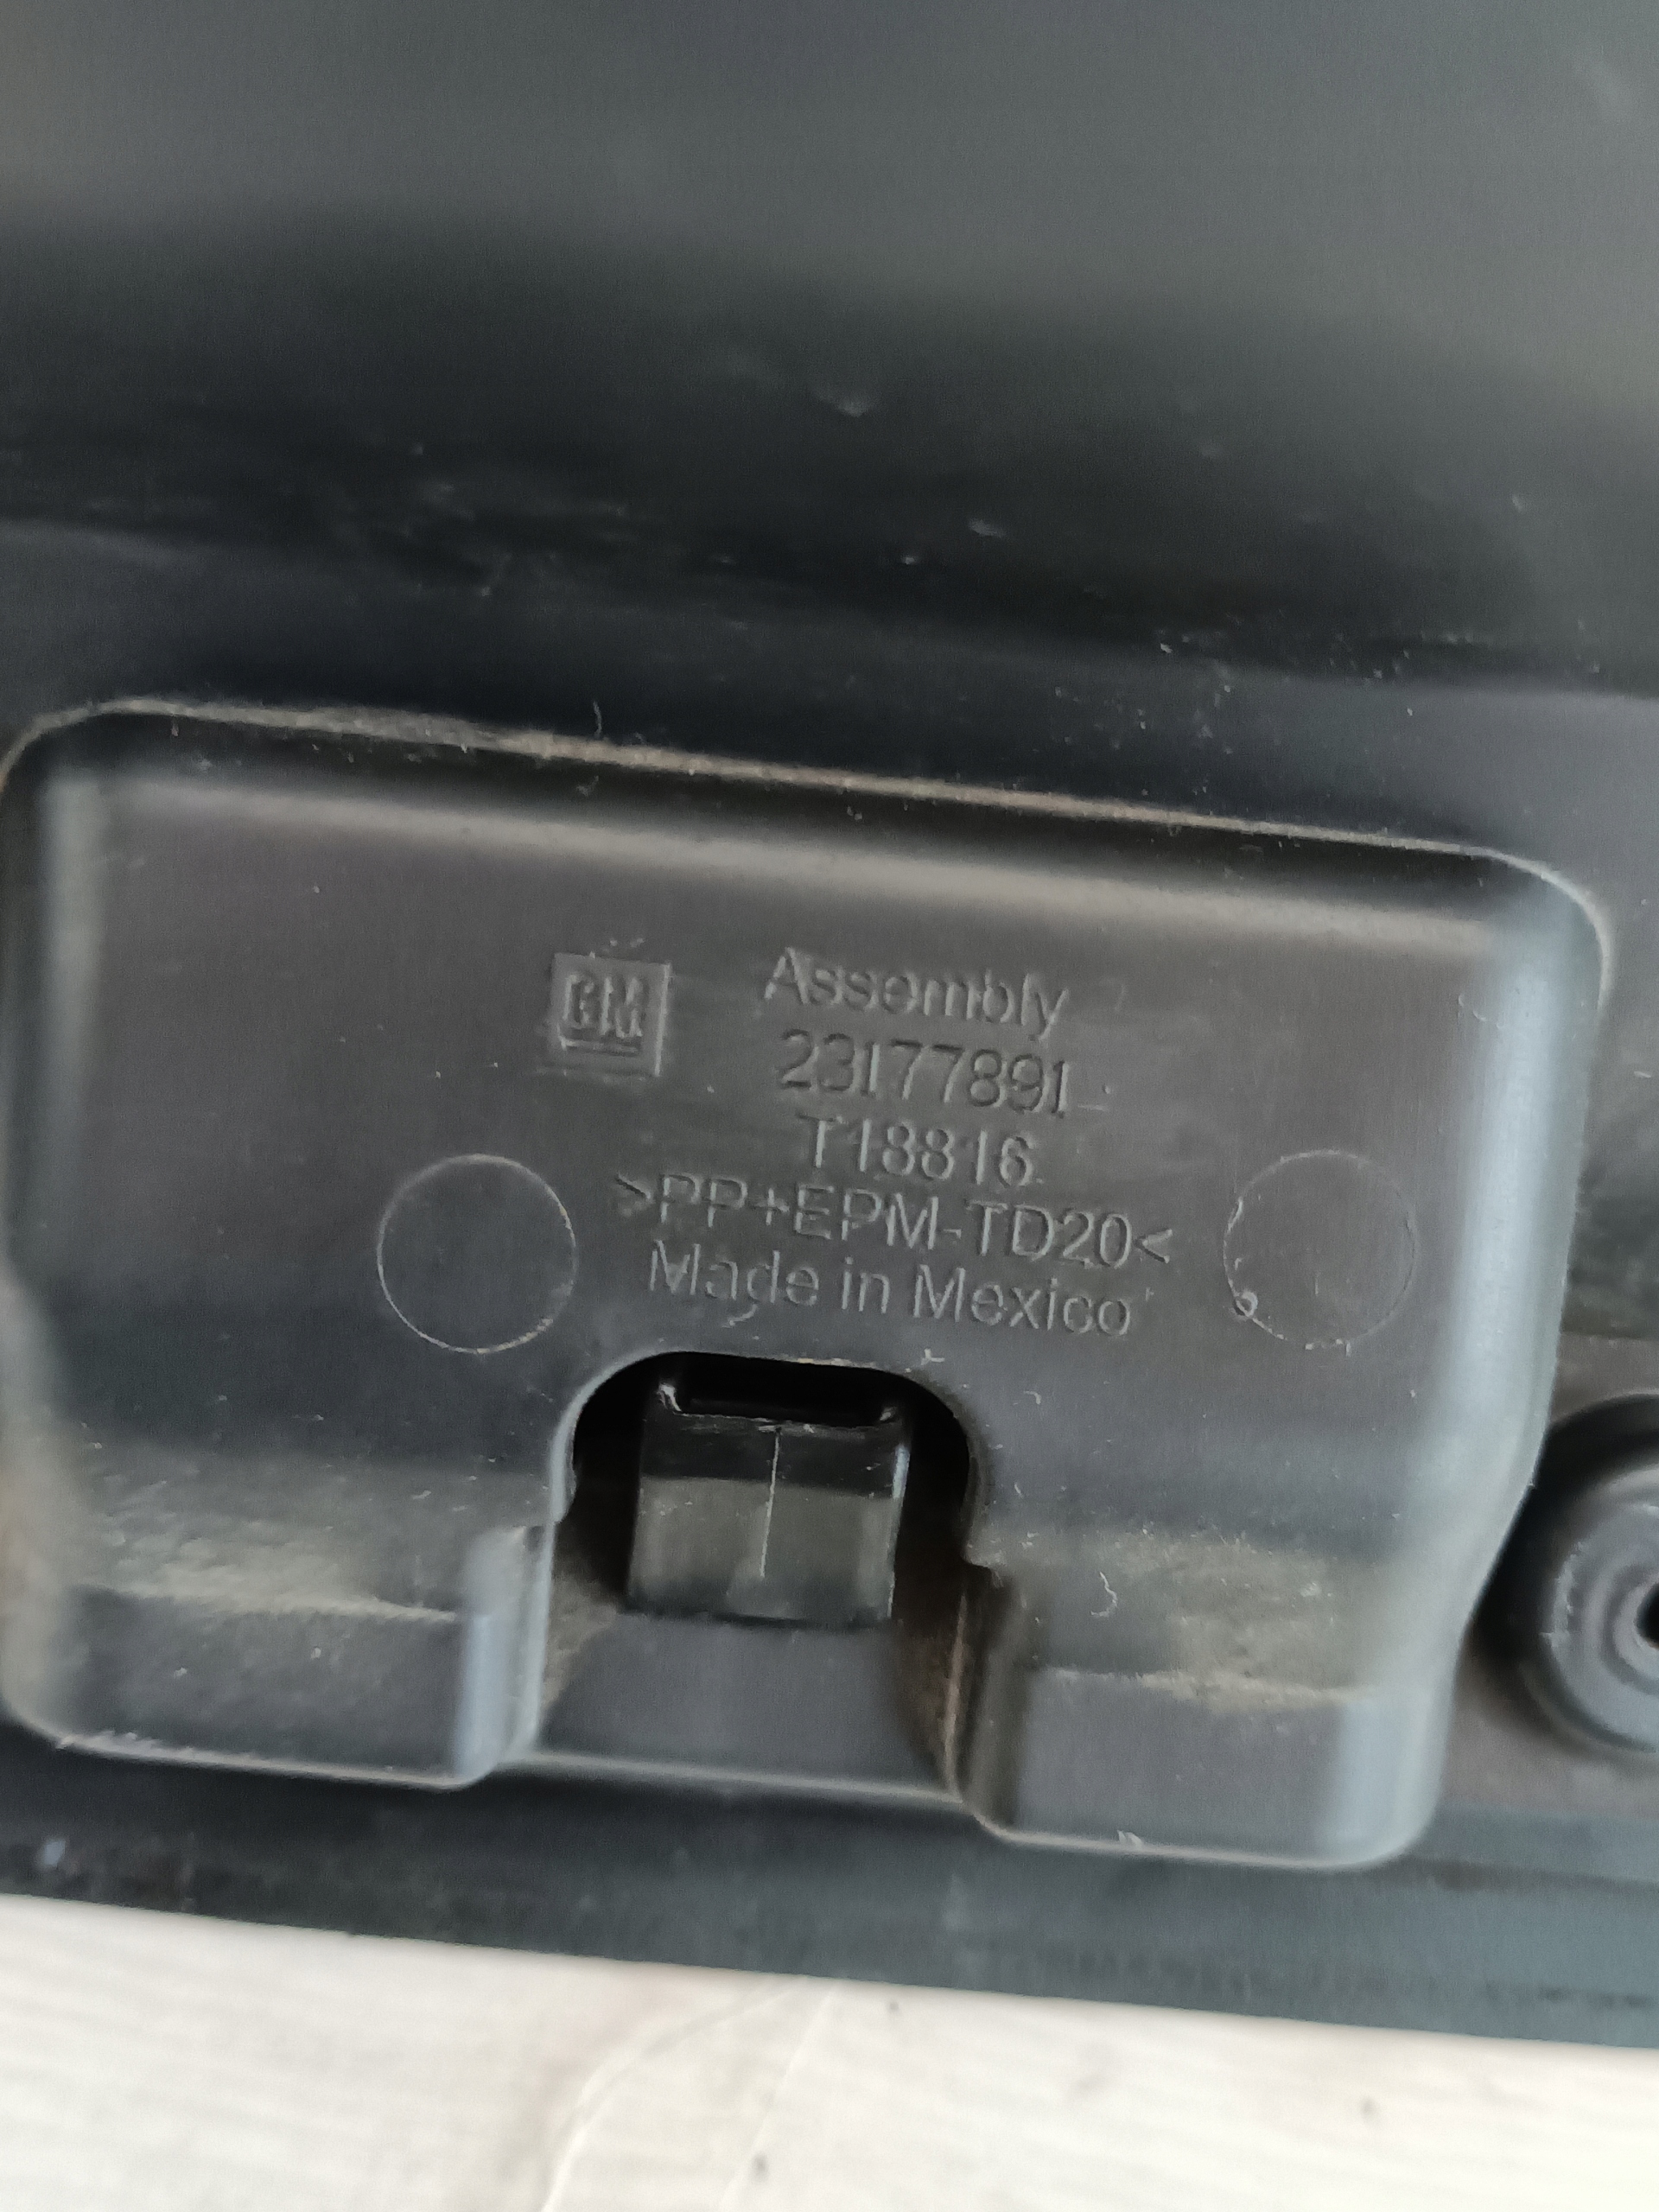 GM
Assembly
23177891
T18816
>PP+EPM-TD20<
Made in Mexico